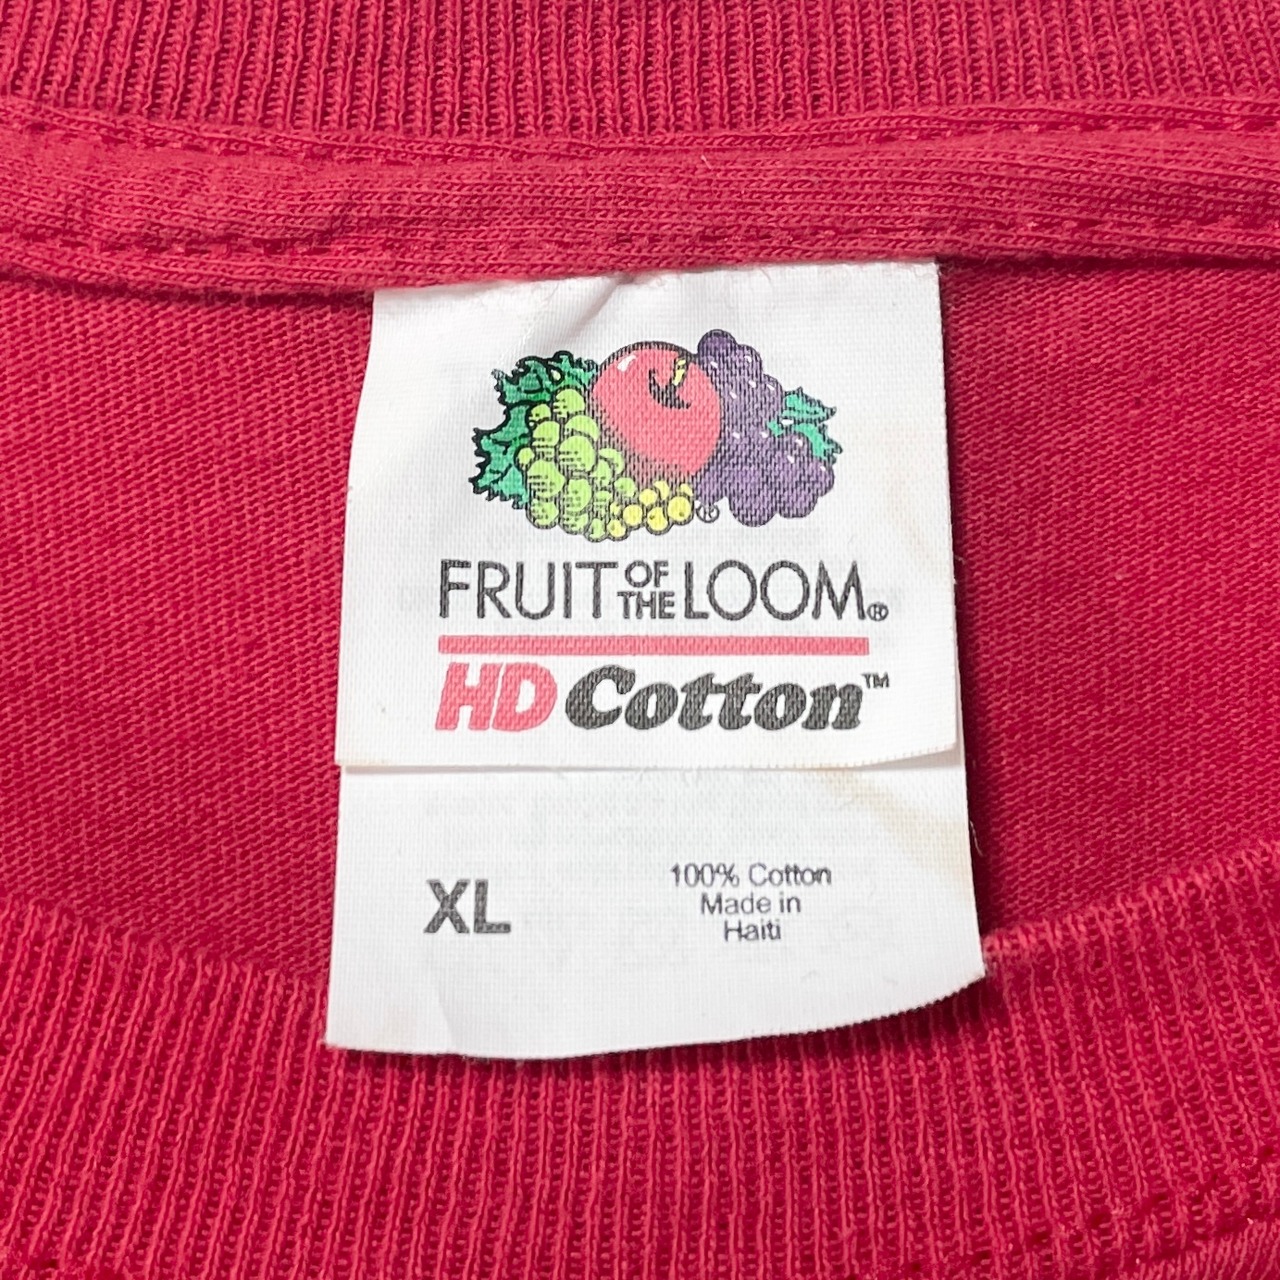 ®
FRUIT OF THE LOOM®
HD Cotton™
XL
100% Cotton
Made in
Haiti